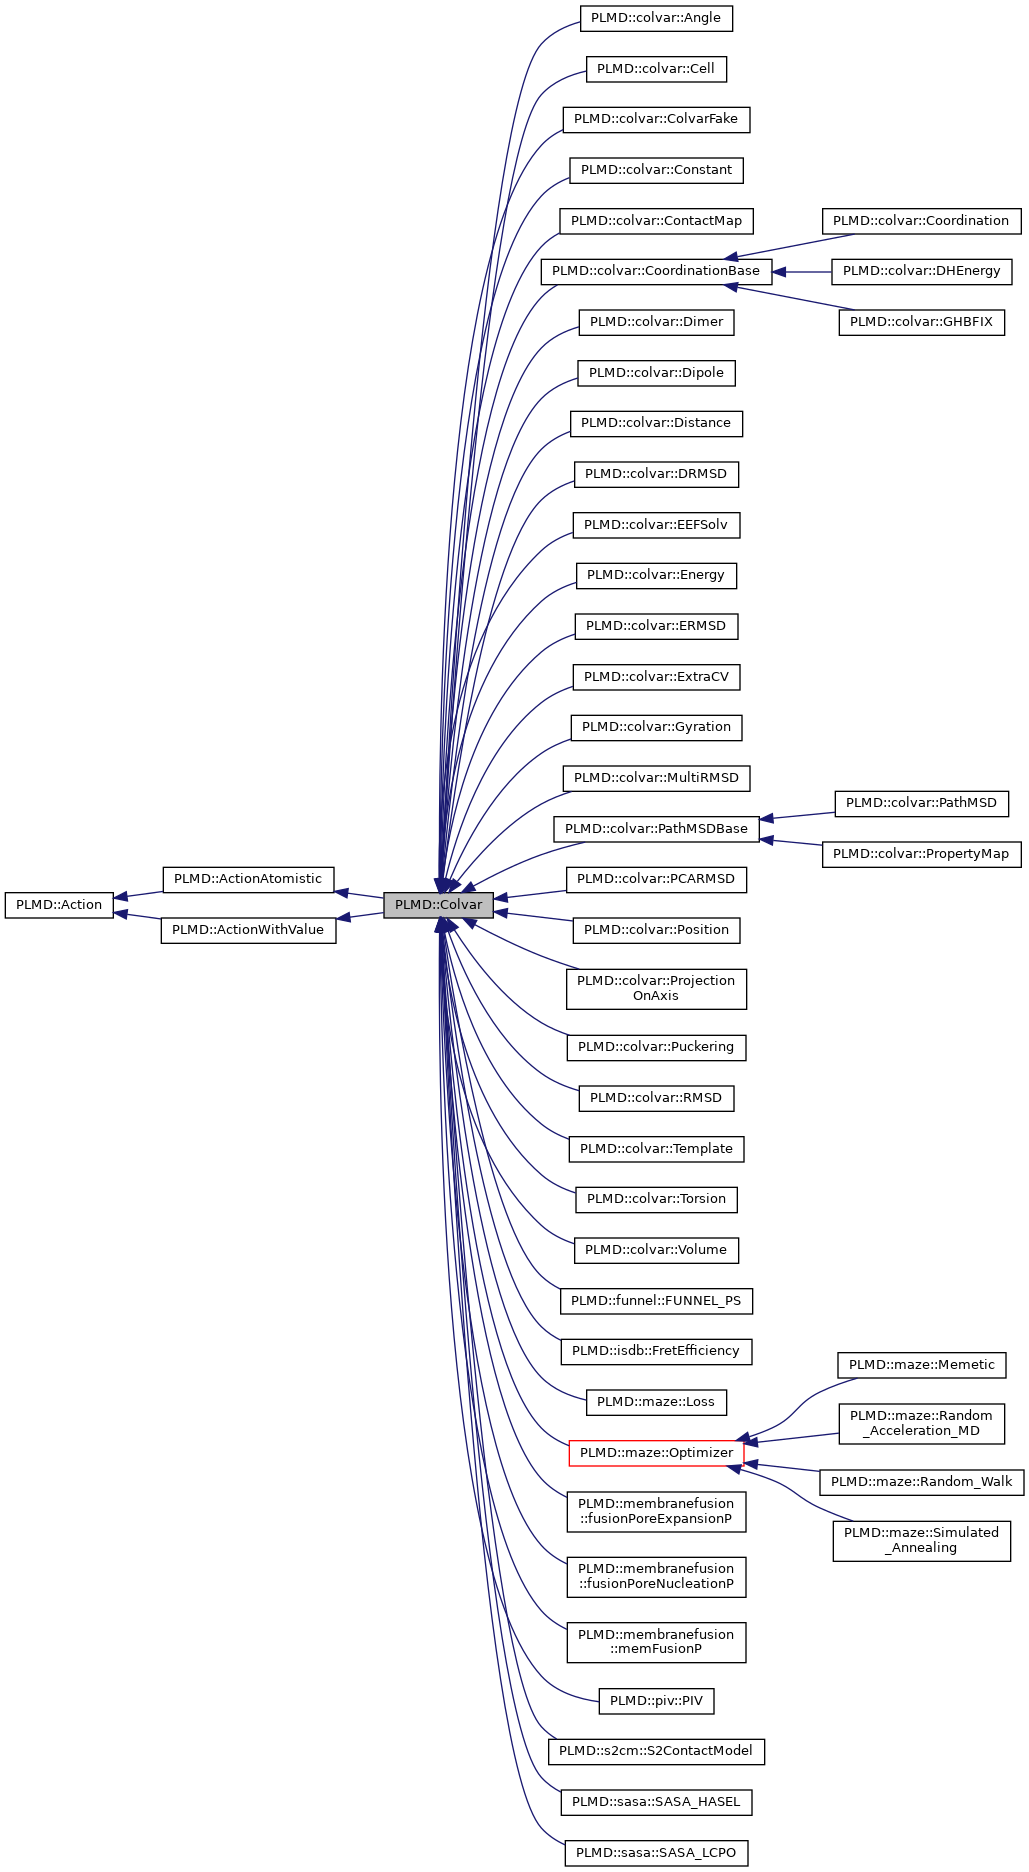 PLMD::Action
PLMD::ActionAtomistic
PLMD::ActionWithValue
PLMD::Colvar
PLMD::colvar::Angle
PLMD::colvar::Cell
PLMD::colvar::ColvarFake
PLMD::colvar::Constant
PLMD::colvar::ContactMap
PLMD::colvar::CoordinationBase
PLMD::colvar::Coordination
PLMD::colvar::DHEnergy
PLMD::colvar::GHBFIX
PLMD::colvar::Dimer
PLMD::colvar::Dipole
PLMD::colvar::Distance
PLMD::colvar::DRMSD
PLMD::colvar::EEFSolv
PLMD::colvar::Energy
PLMD::colvar::ERMSD
PLMD::colvar::ExtraCV
PLMD::colvar::Gyration
PLMD::colvar::MultiRMSD
PLMD::colvar::PathMSDBase
PLMD::colvar::PathMSD
PLMD::colvar::PropertyMap
PLMD::colvar::PCARMSD
PLMD::colvar::Position
PLMD::colvar::Projection
OnAxis
PLMD::colvar::Puckering
PLMD::colvar::RMSD
PLMD::colvar::Template
PLMD::colvar::Torsion
PLMD::colvar::Volume
PLMD::funnel::FUNNEL_PS
PLMD::isdb::FretEfficiency
PLMD::maze::Loss
PLMD::maze::Optimizer
PLMD::maze::Memetic
PLMD::maze::Random
_Acceleration_MD
PLMD::maze::Random_Walk
PLMD::maze::Simulated
_Annealing
PLMD::membranefusion
::fusionPoreExpansionP
PLMD::membranefusion
::fusionPoreNucleationP
PLMD::membranefusion
::memFusionP
PLMD::piv::PIV
PLMD::s2cm::S2ContactModel
PLMD::sasa::SASA_HASEL
PLMD::sasa::SASA_LCPO